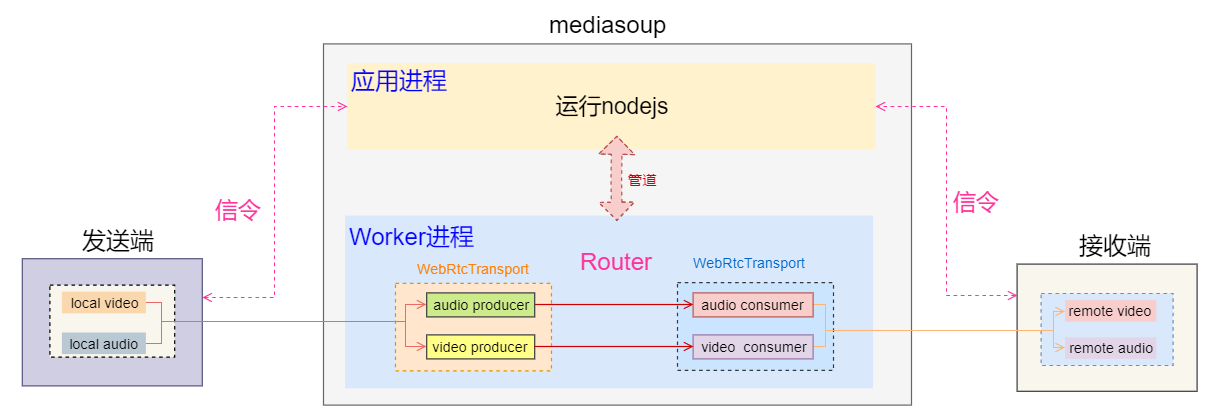 mediasoup
应用进程
运行nodejs
管道
信令
信令
发送端
local video
local audio
Worker进程
Router
WebRtcTransport
audio producer
video producer
WebRtcTransport
audio consumer
video consumer
接收端
remote video
remote audio